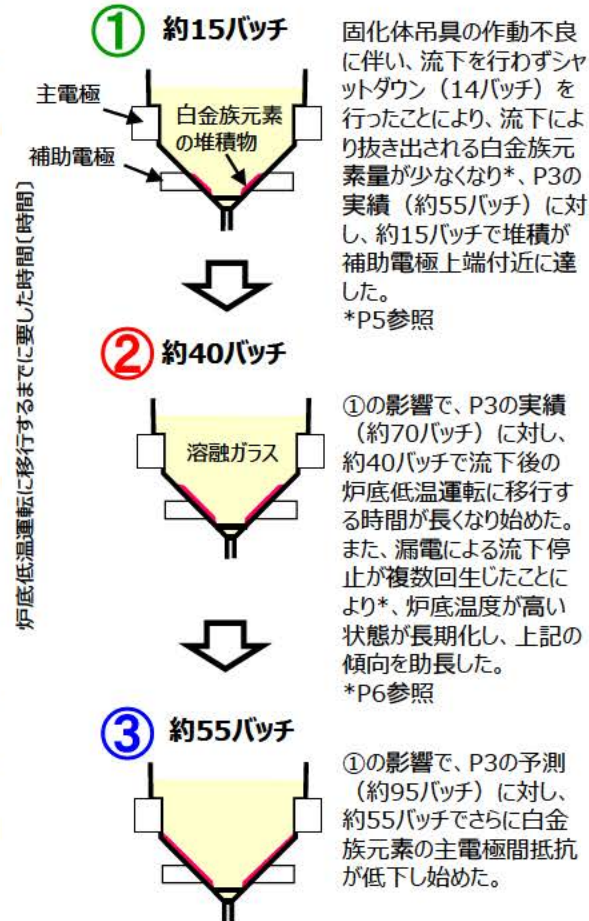 炉底低温運転に移行するまでに要した時間[時間]
① 約15バッチ
主電極
補助電極
白金族元素
の堆積物
固化体吊具の作動不良
に伴い、流下を行わずシャ
ットダウン（14バッチ）を
行ったことにより、流下によ
り抜き出される白金族元
素量が少なくなり*、P3の
実績（約55バッチ）に対
し、約15バッチで堆積が
補助電極上端付近に達
した。
*P5参照
② 約40バッチ
溶融ガラス
①の影響で、P3の実績
（約70バッチ）に対し、
約40バッチで流下後の
炉底低温運転に移行す
る時間が長くなり始めた。
また、漏電による流下停
止が複数回生じたことに
より*、炉底温度が高い
状態が長期化し、上記の
傾向を助長した。
*P6参照
③ 約55バッチ
①の影響で、P3の予測
（約95バッチ）に対し、
約55バッチでさらに白金
族元素の主電極間抵抗
が低下し始めた。